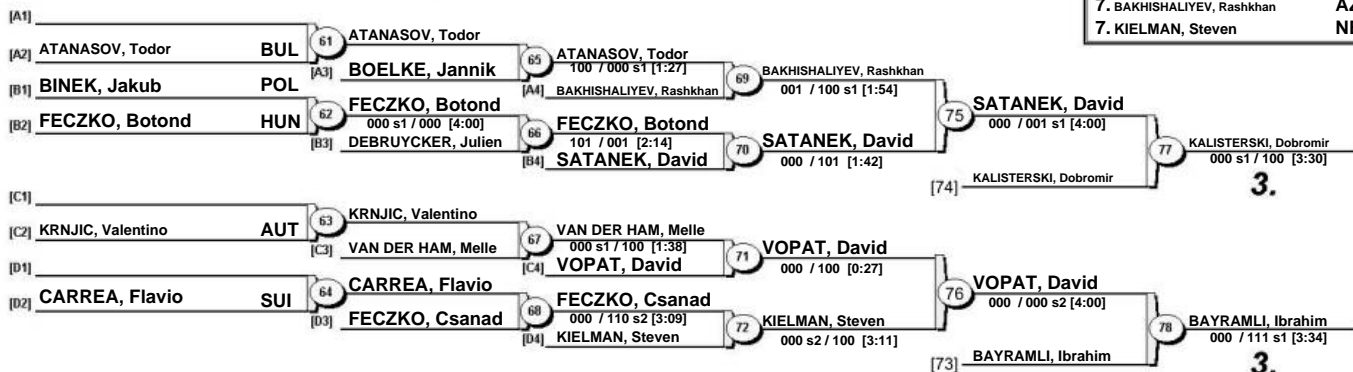 7. BAKHISHALIYEV, Rashkhan
7. KIELMAN, Steven
[A1]
[A2] ATANASOV, Todor BUL
61
ATANASOV, Todor
[A3] BOELKE, Jannik
65
ATANASOV, Todor
100 / 000 s1 [1:27]
[A4] BAKHISHALIYEV, Rashkhan
69
BAKHISHALIYEV, Rashkhan
001 / 100 s1 [1:54]
[B1] BINEK, Jakub POL
[B2] FECZKO, Botond HUN
62
FECZKO, Botond
000 s1 / 000 [4:00]
[B3] DEBRUYCKER, Julien
66
FECZKO, Botond
101 / 001 [2:14]
[B4] SATANEK, David
70
SATANEK, David
000 / 101 [1:42]
75
SATANEK, David
000 / 001 s1 [4:00]
[74] KALISTERSKI, Dobromir
77
KALISTERSKI, Dobromir
000 s1 / 100 [3:30]
3.
[C1]
[C2] KRNJIC, Valentino AUT
63
KRNJIC, Valentino
[C3] VAN DER HAM, Melle
67
VAN DER HAM, Melle
000 s1 / 100 [1:38]
[C4] VOPAT, David
71
VOPAT, David
000 / 100 [0:27]
[D1]
[D2] CARREA, Flavio SUI
64
CARREA, Flavio
[D3] FECZKO, Csanad
68
FECZKO, Csanad
000 / 110 s2 [3:09]
[D4] KIELMAN, Steven
72
KIELMAN, Steven
000 s2 / 100 [3:11]
76
VOPAT, David
000 / 000 s2 [4:00]
[73] BAYRAMLI, Ibrahim
78
BAYRAMLI, Ibrahim
000 / 111 s1 [3:34]
3.